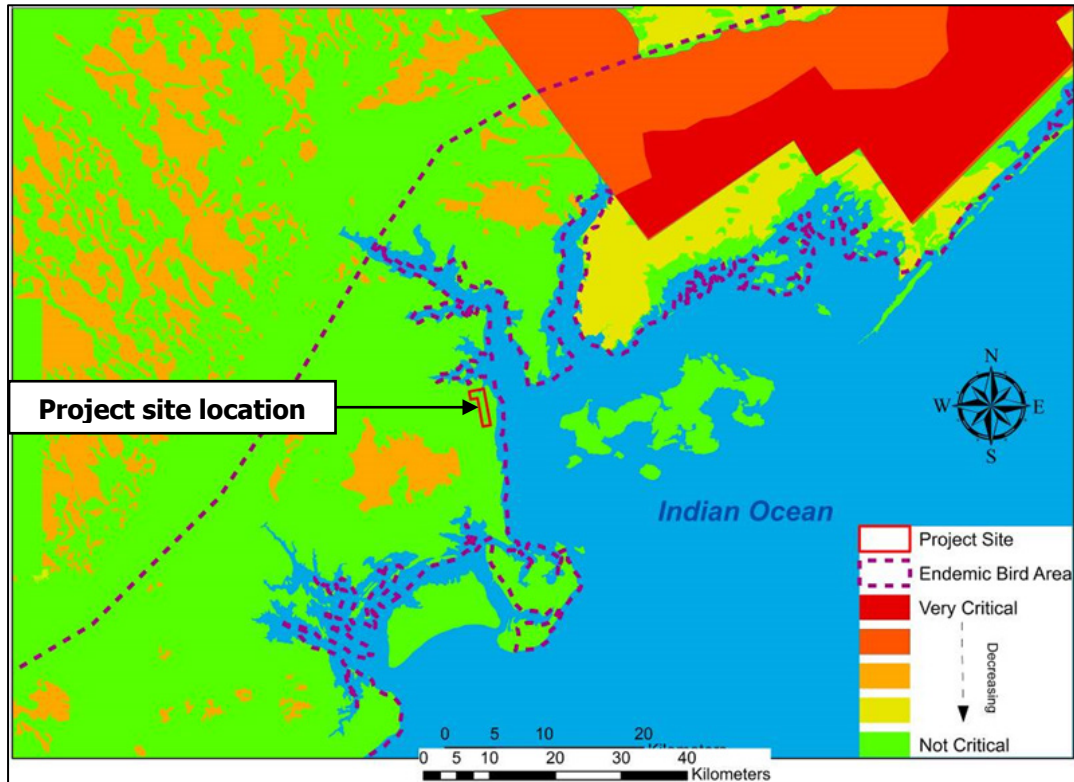 Project site location
N
W E
S
Indian Ocean
Project Site
Endemic Bird Area
Very Critical
Decreasing
Not Critical
0 5 10 20
0 5 10 20 30 40
Kilometers